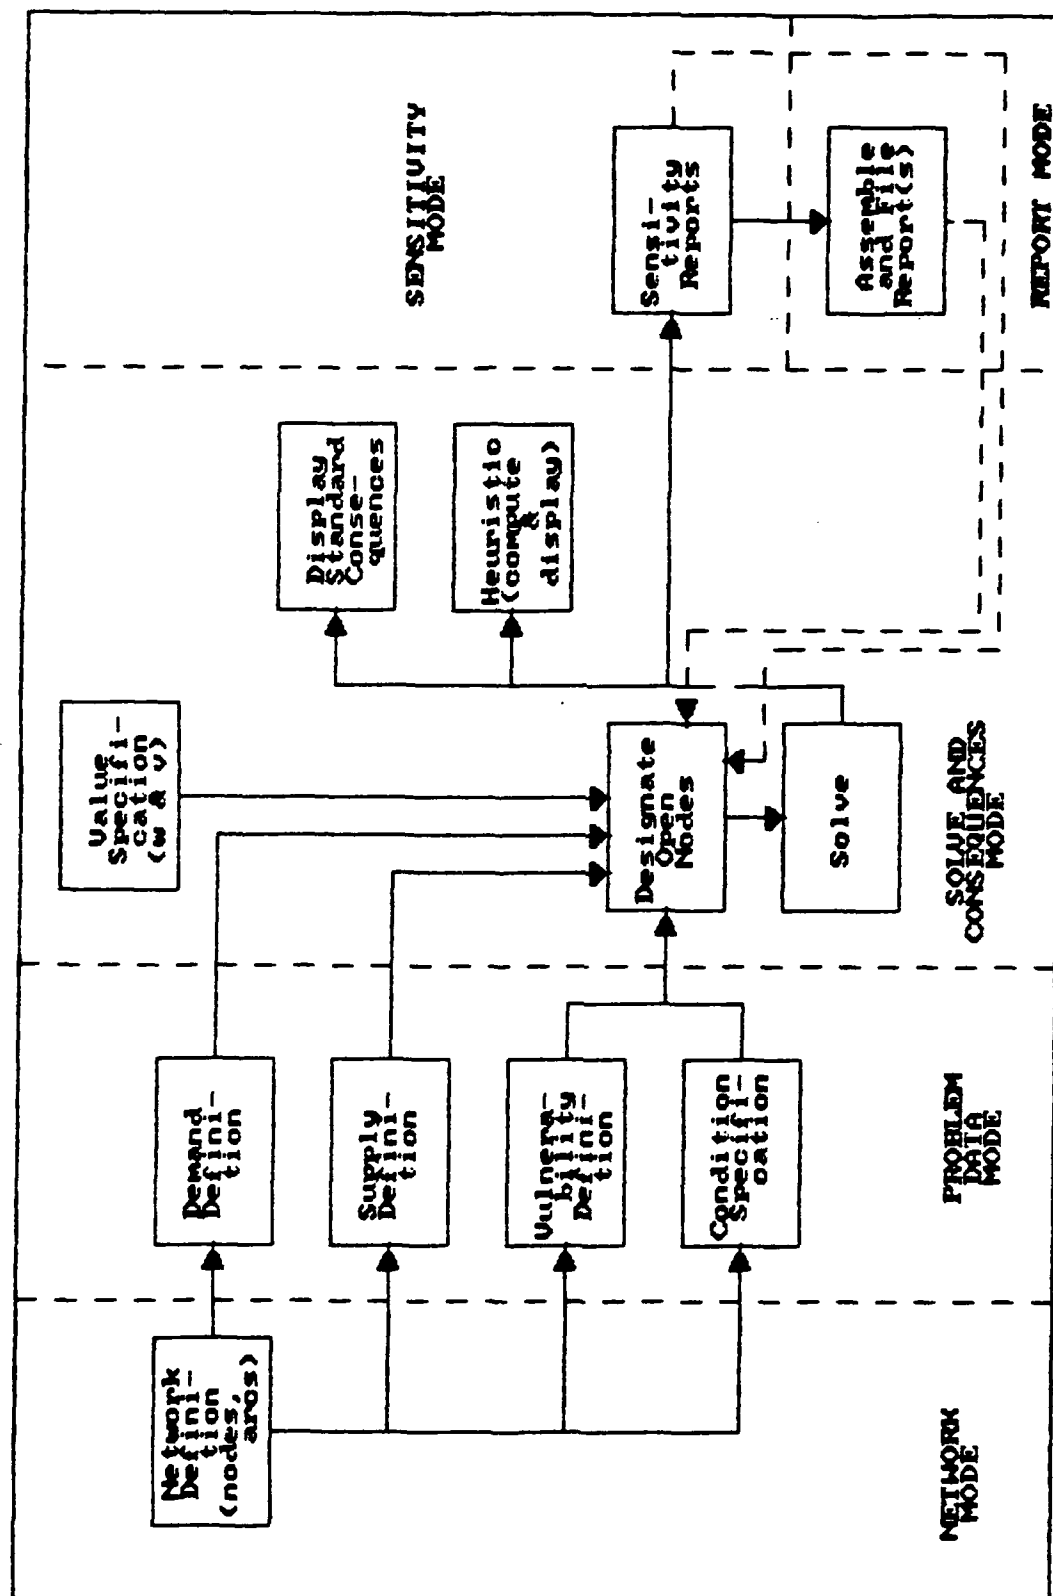 Network
Defini-
tion
(nodes,
arcs)
NETWORK
MODE
Demand
Defini-
tion
Supply
Defini-
tion
Vulnera-
bility
Defini-
tion
Condition
Specifi-
cation
PROBLEM
DATA
MODE
Value
Specifi-
cation
(w & v)
Designate
Open
Nodes
Solve
Display
Standard
Conse-
quences
Heuristic
(compute
&
display)
SOLVE AND
CONSEQUENCES
MODE
SENSITIVITY
MODE
Sensi-
tivity
Reports
Assemble
and File
Report(s)
REPORT MODE